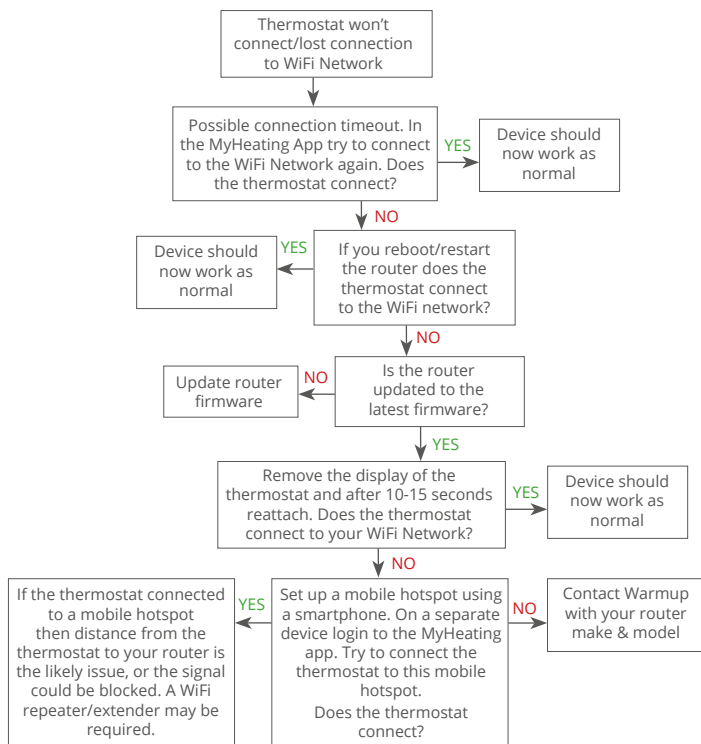 Thermostat won't
connect/lost connection
to WiFi Network
Possible connection timeout. In
the MyHeating App try to connect
to the WiFi Network again. Does
the thermostat connect?
YES
Device should
now work as
normal
NO
If you reboot/restart
the router does the
thermostat connect
to the WiFi network?
YES
Device should
now work as
normal
NO
Is the router
updated to the
latest firmware?
NO
Update router
firmware
YES
Remove the display of the
thermostat and after 10-15 seconds
reattach. Does the thermostat
connect to your WiFi Network?
YES
Device should
now work as
normal
NO
Set up a mobile hotspot using
a smartphone. On a separate
device login to the MyHeating
app. Try to connect the
thermostat to this mobile
hotspot.
Does the thermostat
connect?
YES
If the thermostat connected
to a mobile hotspot
then distance from the
thermostat to your router is
the likely issue, or the signal
could be blocked. A WiFi
repeater/extender may be
required.
NO
Contact Warmup
with your router
make & model